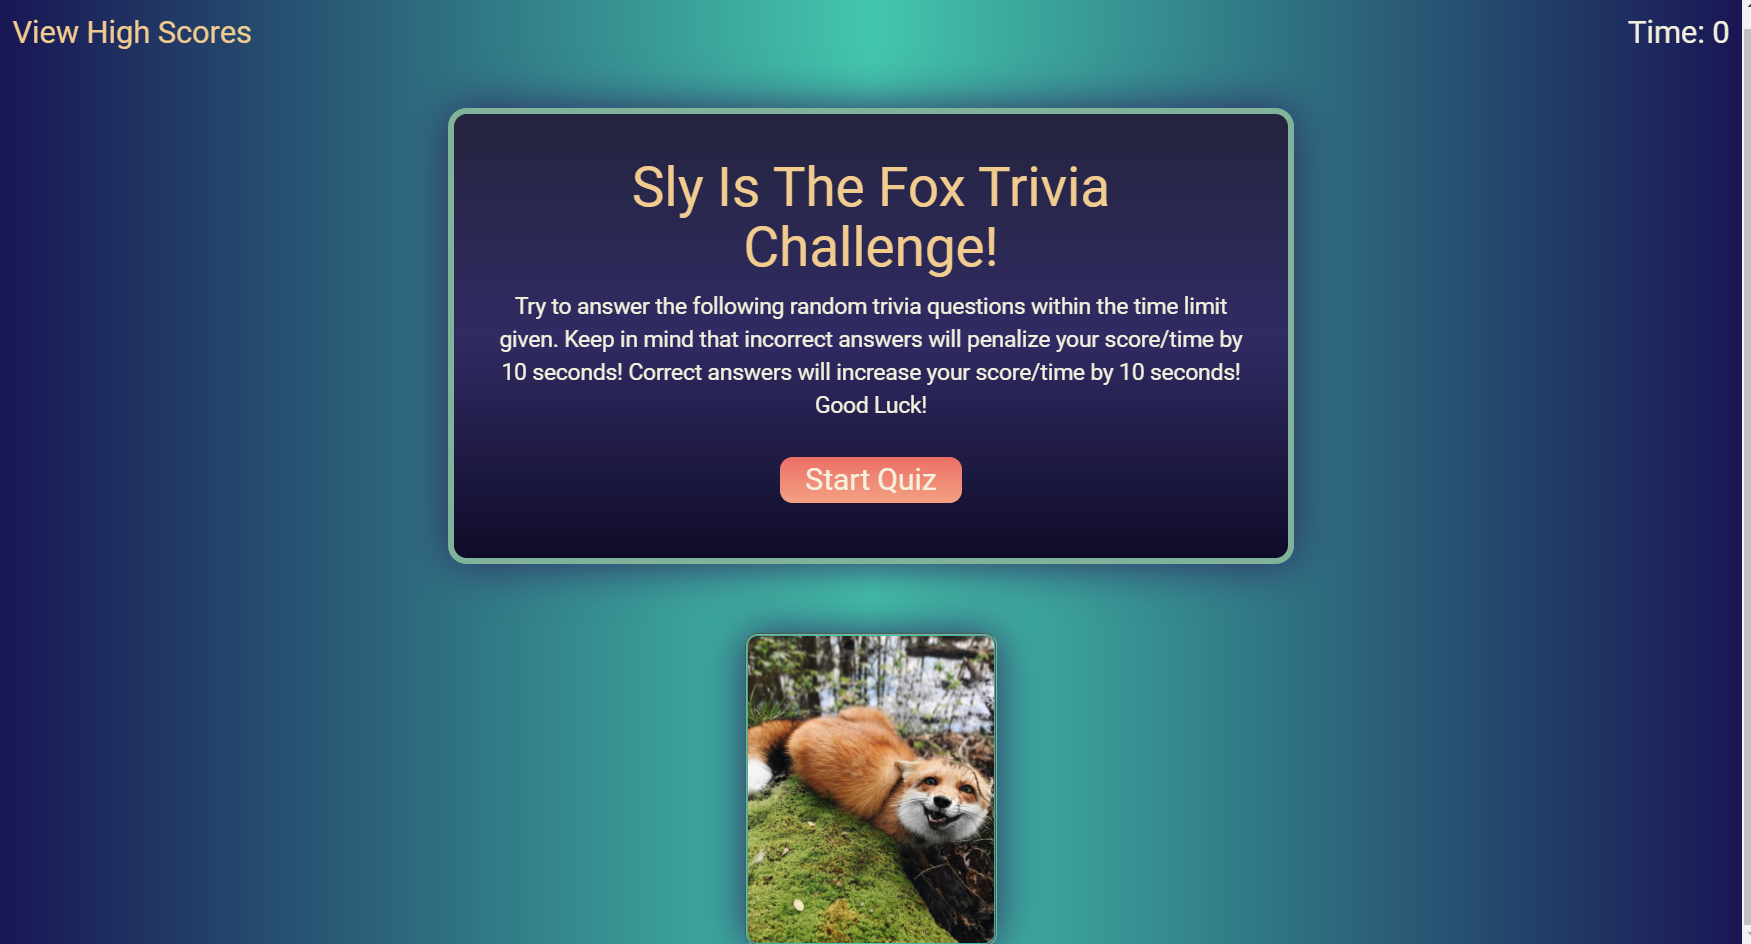 View High Scores
Time: 0
Sly Is The Fox Trivia
Challenge!
Try to answer the following random trivia questions within the time limit
given. Keep in mind that incorrect answers will penalize your score/time by
10 seconds! Correct answers will increase your score/time by 10 seconds!
Good Luck!
Start Quiz